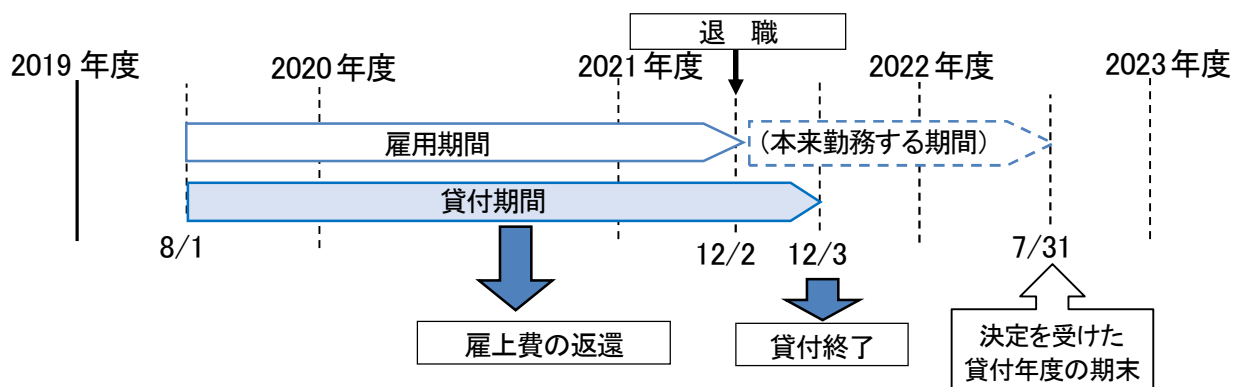 退 職
2019 年度
2020 年度
2021 年度
2022 年度
2023 年度
雇用期間
（本来勤務する期間）
貸付期間
8/1
12/2
12/3
7/31
雇上費の返還
貸付終了
決定を受けた
貸付年度の期末